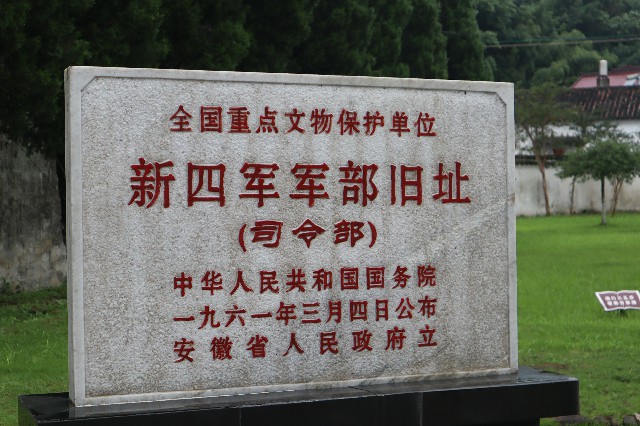 全国重点文物保护单位
新四军军部旧址
(司令部)
中华人民共和国国务院
一九六一年三月四日公布
安徽省人民政府立